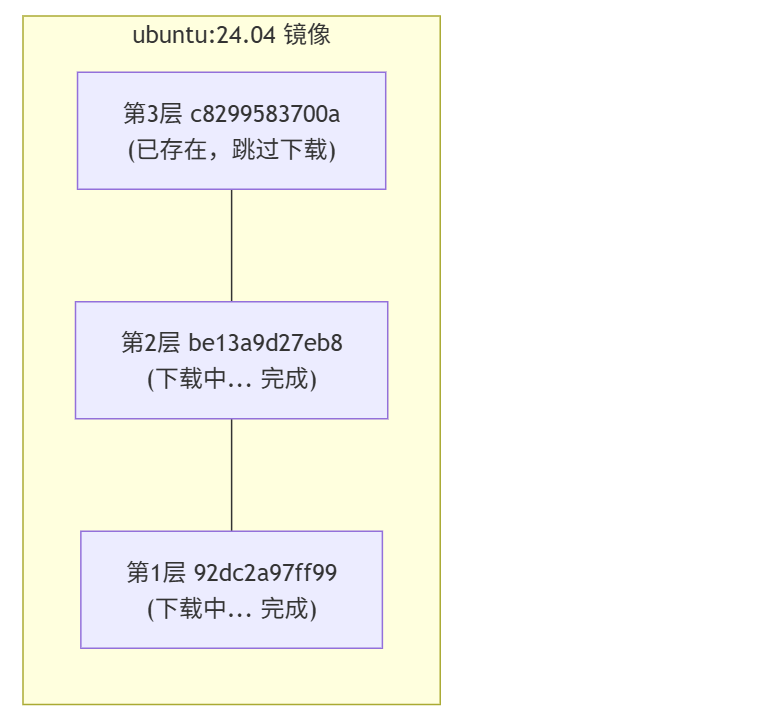 ubuntu:24.04 镜像
第3层 c8299583700a
(已存在，跳过下载)
第2层 be13a9d27eb8
(下载中... 完成)
第1层 92dc2a97ff99
(下载中... 完成)